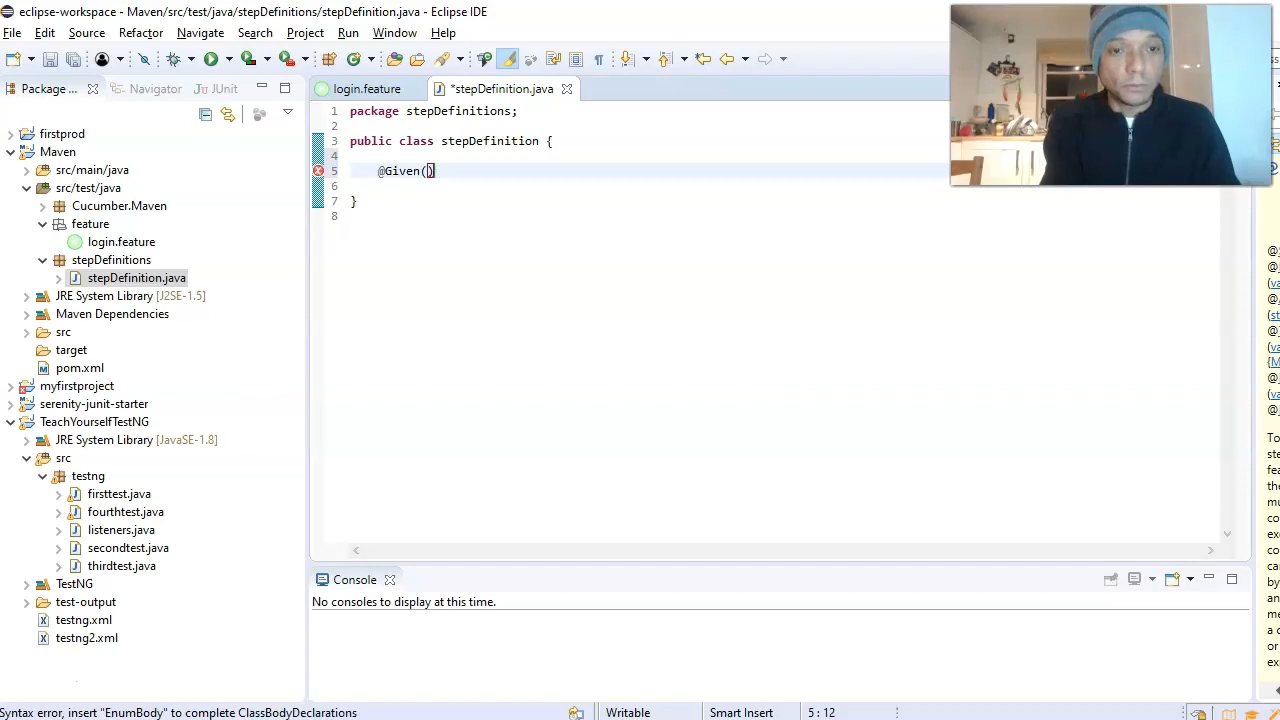 eclipse-workspace - Maven/src/test/java/stepDefinitions/stepDefinition.java - Eclipse IDE
File Edit Source Refactor Navigate Search Project Run Window Help
Package ... Navigator JUnit
login.feature *stepDefinition.java
firstprod
Maven
src/main/java
src/test/java
Cucumber.Maven
feature
login.feature
stepDefinitions
stepDefinition.java
JRE System Library [J2SE-1.5]
Maven Dependencies
src
target
pom.xml
myfirstproject
serenity-junit-starter
TeachYourselfTestNG
JRE System Library [JavaSE-1.8]
src
testng
firsttest.java
fourthtest.java
listeners.java
secondtest.java
thirdtest.java
TestNG
test-output
testng.xml
testng2.xml
1 package stepDefinitions;
2
3 public class stepDefinition {
4
5 @Given()
6
7 }
8
Console
No consoles to display at this time.
Syntax error, insert "EnumBody" to complete ClassBodyDeclarations Writable Smart Insert 5 : 12